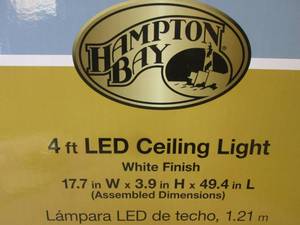 HAMPTON
BAY
4 ft LED Ceiling Light
White Finish
17.7 in W x 3.9 in H x 49.4 in L
(Assembled Dimensions)
Lámpara LED de techo, 1.21 m